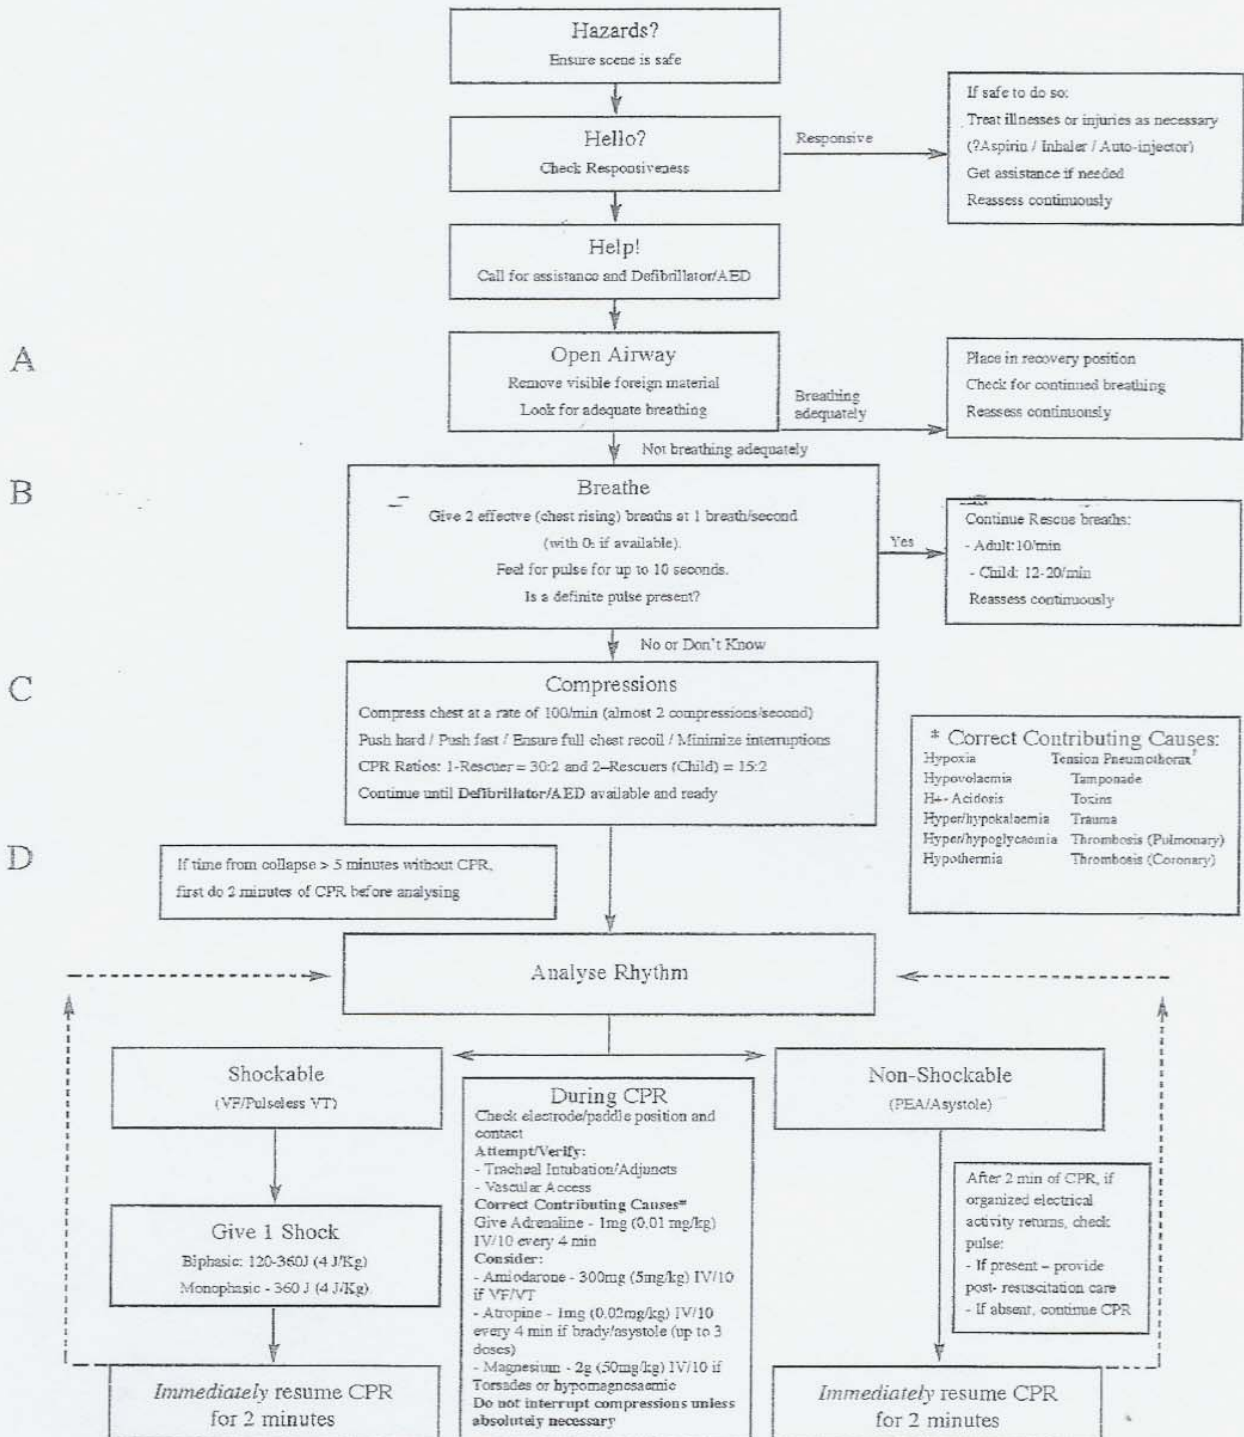 Hazards?
Ensure scene is safe
Hello?
Check Responsiveness
Responsive
If safe to do so:
Treat illnesses or injuries as necessary
(?Aspirin / Inhaler / Auto-injector)
Get assistance if needed
Reassess continuously
Help!
Call for assistance and Defibrillator/AED
A
Open Airway
Remove visible foreign material
Look for adequate breathing
Breathing
adequately
Place in recovery position
Check for continued breathing
Reassess continuously
Not breathing adequately
B
Breathe
Give 2 effective (chest rising) breaths at 1 breath/second
(with O₂ if available).
Feel for pulse for up to 10 seconds.
Is a definite pulse present?
Yes
Continue Rescue breaths:
- Adult: 10/min
- Child: 12-20/min
Reassess continuously
No or Don't Know
C
Compressions
Compress chest at a rate of 100/min (almost 2 compressions/second)
Push hard / Push fast / Ensure full chest recoil / Minimize interruptions
CPR Ratios: 1-Rescuer = 30:2 and 2–Rescuers (Child) = 15:2
Continue until Defibrillator/AED available and ready
* Correct Contributing Causes:
Hypoxia Tension Pneumothorax
Hypovolaemia Tamponade
H+- Acidosis Toxins
Hyper/hypokalaemia Trauma
Hyper/hypoglycaemia Thrombosis (Pulmonary)
Hypothermia Thrombosis (Coronary)
D
If time from collapse > 5 minutes without CPR,
first do 2 minutes of CPR before analysing
Analyse Rhythm
Shockable
(VF/Pulseless VT)
Give 1 Shock
Biphasic: 120-360J (4 J/Kg)
Monophasic - 360 J (4 J/Kg)
Immediately resume CPR
for 2 minutes
During CPR
Check electrode/paddle position and
contact
Attempt/Verify:
- Tracheal Intubation/Adjuncts
- Vascular Access
Correct Contributing Causes*
Give Adrenaline - 1mg (0.01 mg/kg)
IV/10 every 4 min
Consider:
- Amiodarone - 300mg (5mg/kg) IV/10
if VF/VT
- Atropine - 1mg (0.02mg/kg) IV/10
every 4 min if brady/asystole (up to 3
doses)
- Magnesium - 2g (50mg/kg) IV/10 if
Torsades or hypomagnesaemic
Do not interrupt compressions unless
absolutely necessary
Non-Shockable
(PEA/Asystole)
After 2 min of CPR, if
organized electrical
activity returns, check
pulse:
- If present – provide
post- resuscitation care
- If absent, continue CPR
Immediately resume CPR
for 2 minutes